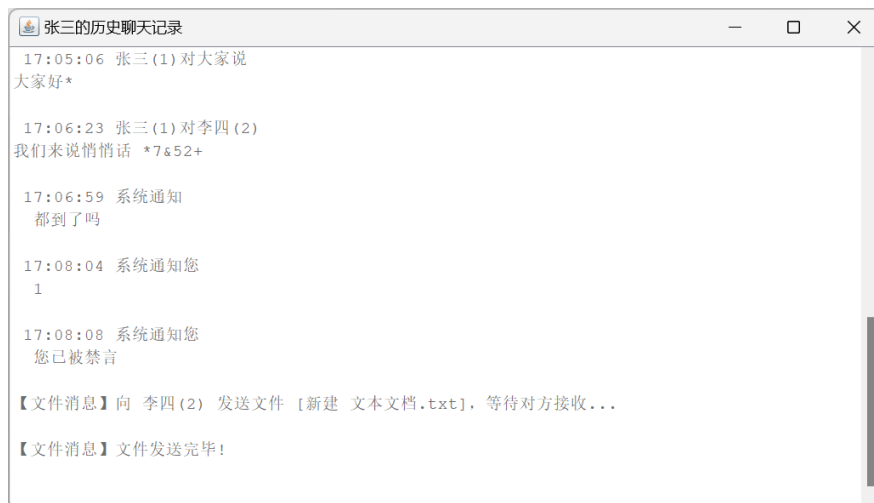 张三的历史聊天记录
17:05:06 张三(1)对大家说
大家好*
17:06:23 张三(1)对李四(2)
我们来说悄悄话 *7&52+
17:06:59 系统通知
都到了吗
17:08:04 系统通知您
1
17:08:08 系统通知您
您已被禁言
【文件消息】向 李四(2) 发送文件 [新建 文本文档.txt]，等待对方接收...
【文件消息】文件发送完毕!